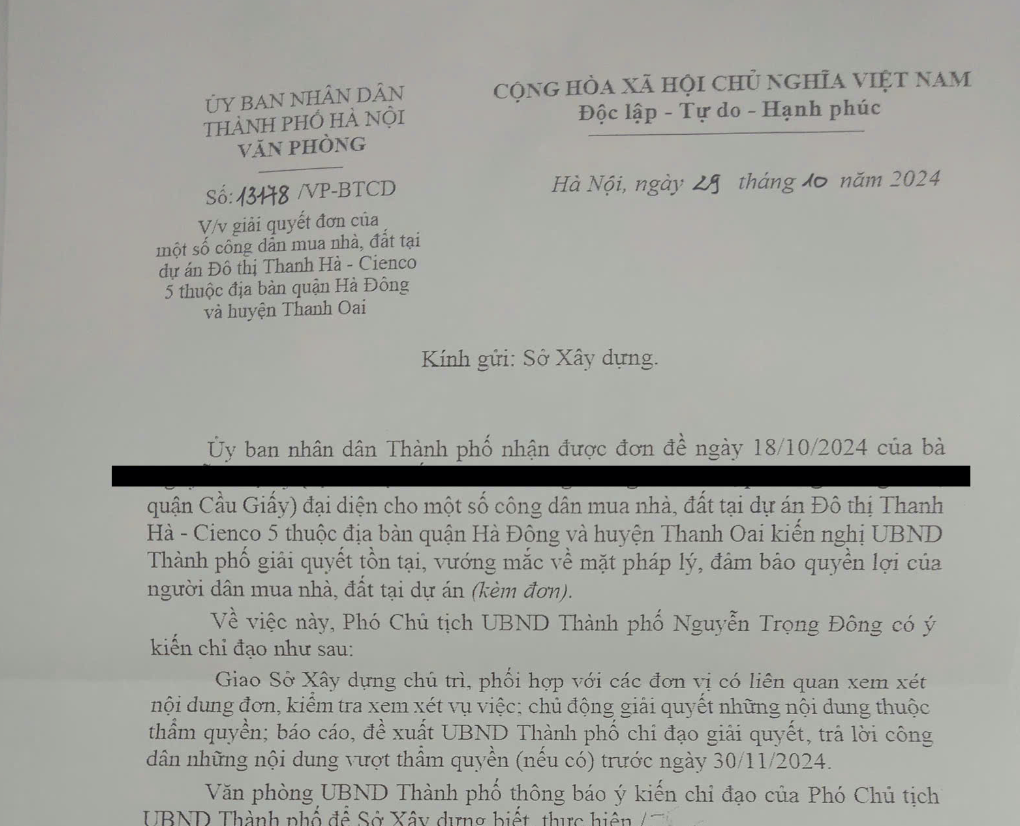 ỦY BAN NHÂN DÂN
THÀNH PHỐ HÀ NỘI
VĂN PHÒNG
Số: 13478 /VP-BTCD
V/v giải quyết đơn của
một số công dân mua nhà, đất tại
dự án Đô thị Thanh Hà - Cienco
5 thuộc địa bàn quận Hà Đông
và huyện Thanh Oai
CỘNG HÒA XÃ HỘI CHỦ NGHĨA VIỆT NAM
Độc lập - Tự do - Hạnh phúc
Hà Nội, ngày 29 tháng 10 năm 2024
Kính gửi: Sở Xây dựng.
Ủy ban nhân dân Thành phố nhận được đơn đề ngày 18/10/2024 của bà
quận Cầu Giấy) đại diện cho một số công dân mua nhà, đất tại dự án Đô thị Thanh
Hà - Cienco 5 thuộc địa bàn quận Hà Đông và huyện Thanh Oai kiến nghị UBND
Thành phố giải quyết tồn tại, vướng mắc về mặt pháp lý, đảm bảo quyền lợi của
người dân mua nhà, đất tại dự án (kèm đơn).
Về việc này, Phó Chủ tịch UBND Thành phố Nguyễn Trọng Đông có ý
kiến chỉ đạo như sau:
Giao Sở Xây dựng chủ trì, phối hợp với các đơn vị có liên quan xem xét
nội dung đơn, kiểm tra xem xét vụ việc; chủ động giải quyết những nội dung thuộc
thẩm quyền; báo cáo, đề xuất UBND Thành phố chỉ đạo giải quyết, trả lời công
dân những nội dung vượt thẩm quyền (nếu có) trước ngày 30/11/2024.
Văn phòng UBND Thành phố thông báo ý kiến chỉ đạo của Phó Chủ tịch
UBND Thành phố để Sở Xây dựng biết, thực hiện./